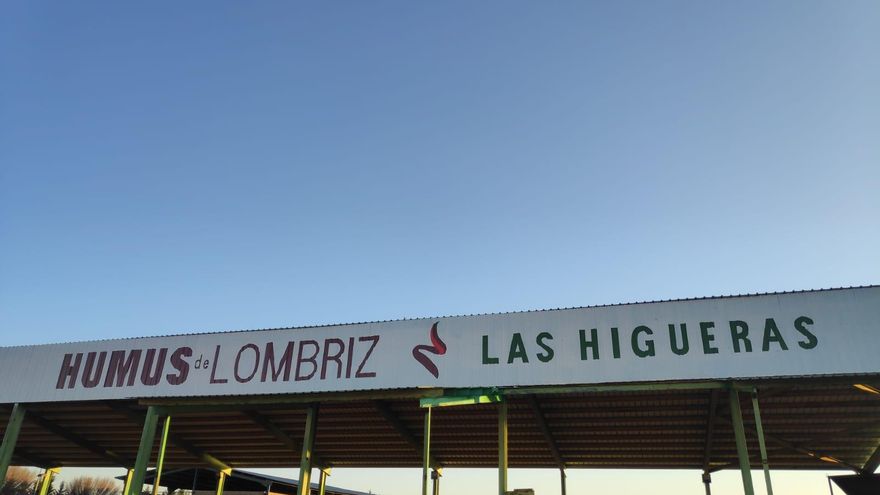 HUMUS de LOMBRIZ LAS HIGUERAS